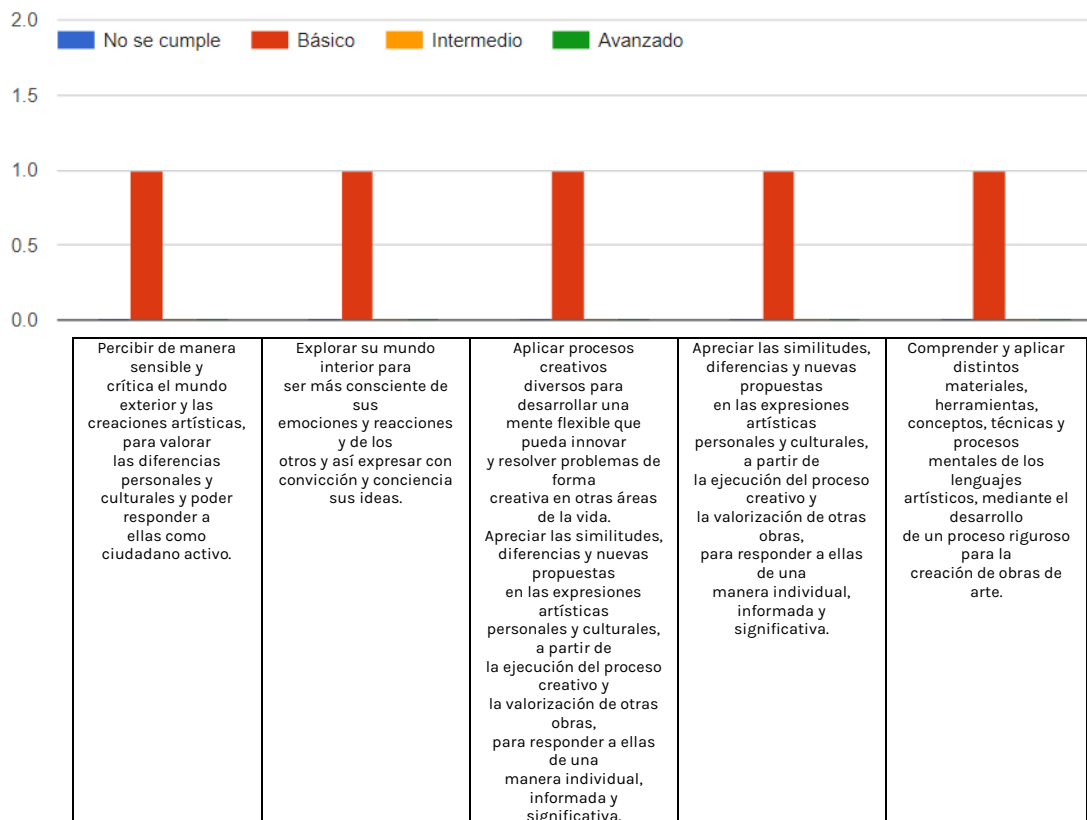 2.0
No se cumple Básico Intermedio Avanzado
1.5
1.0
0.5
0.0
Percibir de manera
sensible y
crítica el mundo
exterior y las
creaciones artísticas,
para valorar
las diferencias
personales y
culturales y poder
responder a
ellas como
ciudadano activo.
Explorar su mundo
interior para
ser más consciente de
sus
emociones y reacciones
y de los
otros y así expresar con
convicción y conciencia
sus ideas.
Aplicar procesos
creativos
diversos para
desarrollar una
mente flexible que
pueda innovar
y resolver problemas de
forma
creativa en otras áreas
de la vida.
Apreciar las similitudes,
diferencias y nuevas
propuestas
en las expresiones
artísticas
personales y culturales,
a partir de
la ejecución del proceso
creativo y
la valorización de otras
obras,
para responder a ellas
de una
manera individual,
informada y
significativa.
Apreciar las similitudes,
diferencias y nuevas
propuestas
en las expresiones
artísticas
personales y culturales,
a partir de
la ejecución del proceso
creativo y
la valorización de otras
obras,
para responder a ellas
de una
manera individual,
informada y
significativa.
Comprender y aplicar
distintos
materiales,
herramientas,
conceptos, técnicas y
procesos
mentales de los
lenguajes
artísticos, mediante el
desarrollo
de un proceso riguroso
para la
creación de obras de
arte.